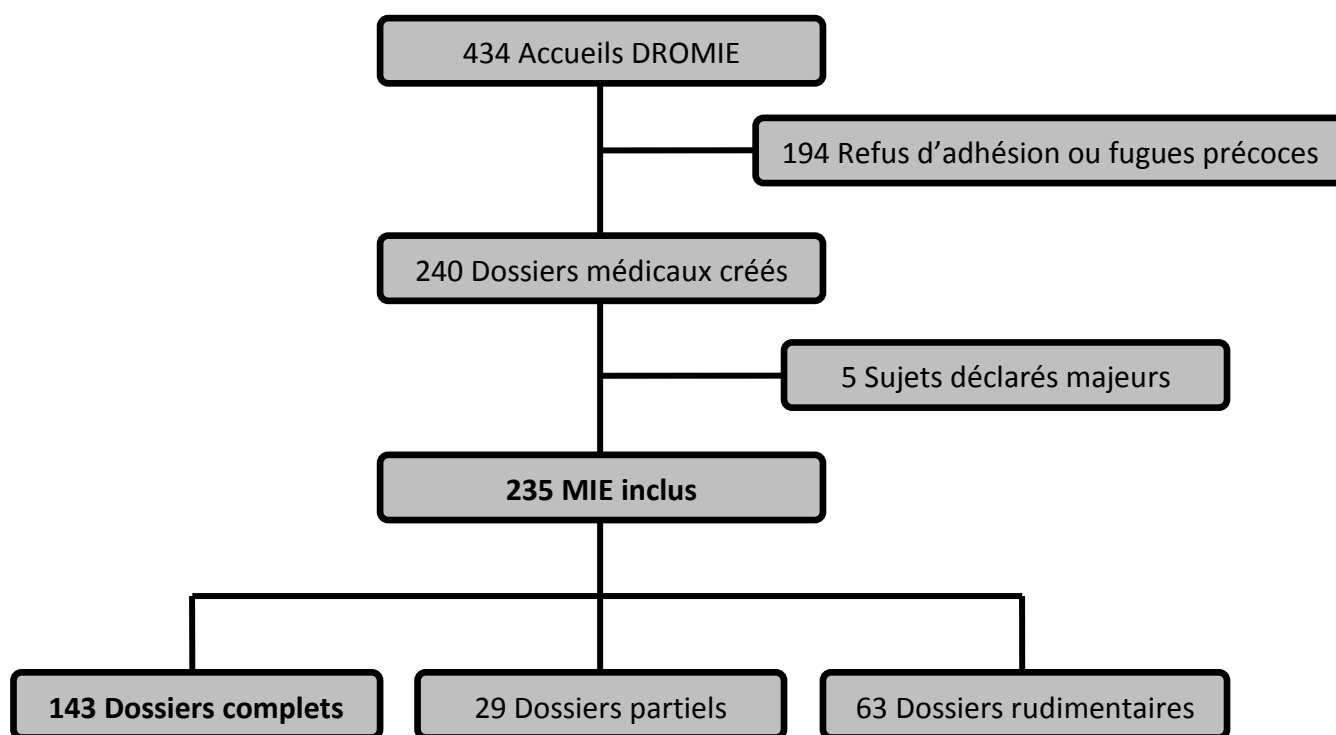 434 Accueils DROMIE
194 Refus d’adhésion ou fugues précoces
240 Dossiers médicaux créés
5 Sujets déclarés majeurs
235 MIE inclus
143 Dossiers complets
29 Dossiers partiels
63 Dossiers rudimentaires